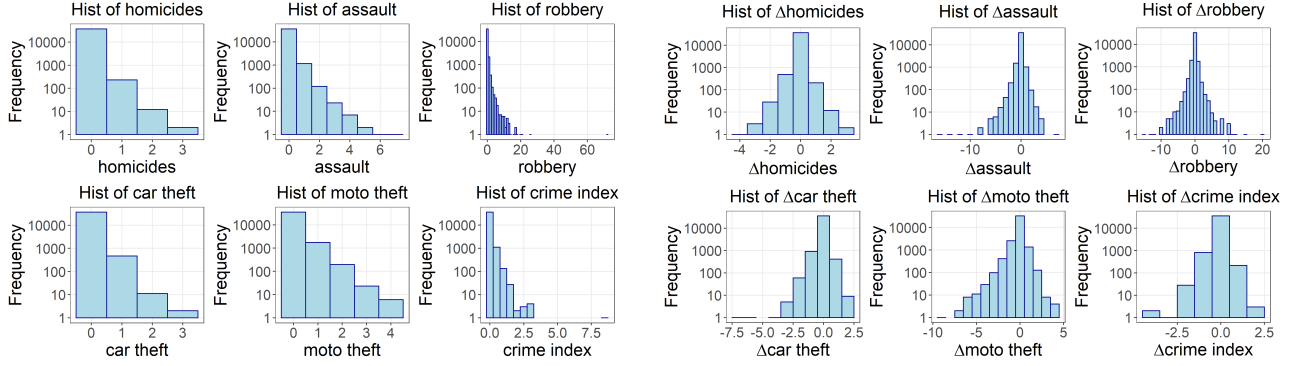 Hist of homicides
Frequency
10000
1000
100
10
1
0 1 2 3
homicides
Hist of assault
Frequency
10000
1000
100
10
1
0 2 4 6
assault
Hist of robbery
Frequency
10000
1000
100
10
1
0 20 40 60
robbery
Hist of Δhomicides
Frequency
10000
1000
100
10
1
-4 -2 0 2
Δhomicides
Hist of Δassault
Frequency
10000
1000
100
10
1
-10 0
Δassault
Hist of Δrobbery
Frequency
10000
1000
100
10
1
-10 0 10 20
Δrobbery
Hist of car theft
Frequency
10000
1000
100
10
1
0 1 2 3
car theft
Hist of moto theft
Frequency
10000
1000
100
10
1
0 1 2 3 4
moto theft
Hist of crime index
Frequency
10000
1000
100
10
1
0.0 2.5 5.0 7.5
crime index
Hist of Δcar theft
Frequency
10000
1000
100
10
1
-7.5 -5.0 -2.5 0.0 2.5
Δcar theft
Hist of Δmoto theft
Frequency
10000
1000
100
10
1
-10 -5 0 5
Δmoto theft
Hist of Δcrime index
Frequency
10000
1000
100
10
1
-2.5 0.0 2.5
Δcrime index